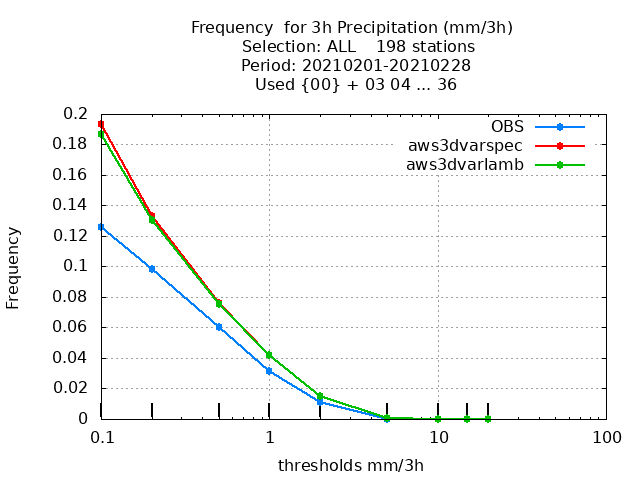 Frequency  for 3h Precipitation (mm/3h)
Selection: ALL    198 stations
Period: 20210201-20210228
Used {00} + 03 04 ... 36
OBS
aws3dvarspec
aws3dvarlamb
0.2
0.18
0.16
0.14
0.12
0.1
0.08
0.06
0.04
0.02
0
Frequency
0.1
1
10
100
thresholds mm/3h